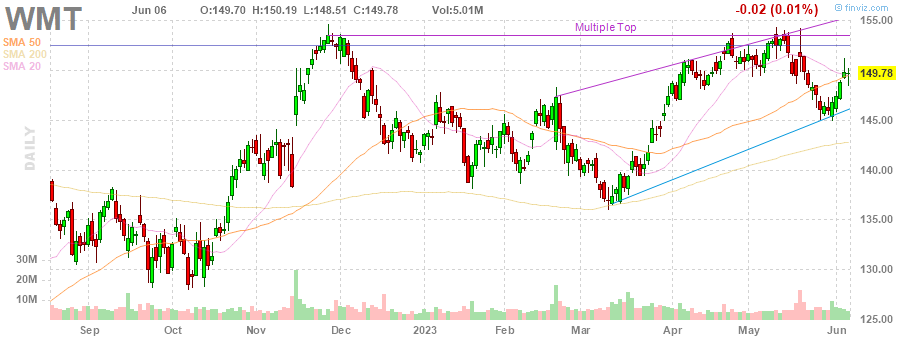 WMT
Jun 06 O:149.70 H:150.19 L:148.51 C:149.78 Vol:5.01M -0.02 (0.01%)
© finviz.com
SMA 50
SMA 200
SMA 20
Multiple Top
DAILY
155.00
149.78
145.00
140.00
135.00
130.00
125.00
30M
20M
10M
Sep Oct Nov Dec 2023 Feb Mar Apr May Jun